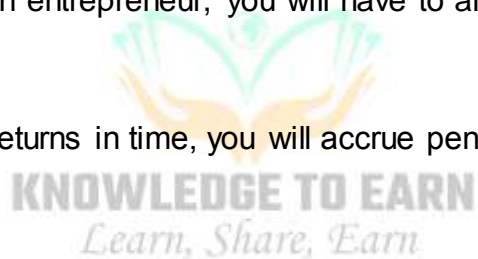 n entrepreneur, you will have to
eturns in time, you will accrue pen
KNOWLEDGE TO EARN
Learn, Share, Earn